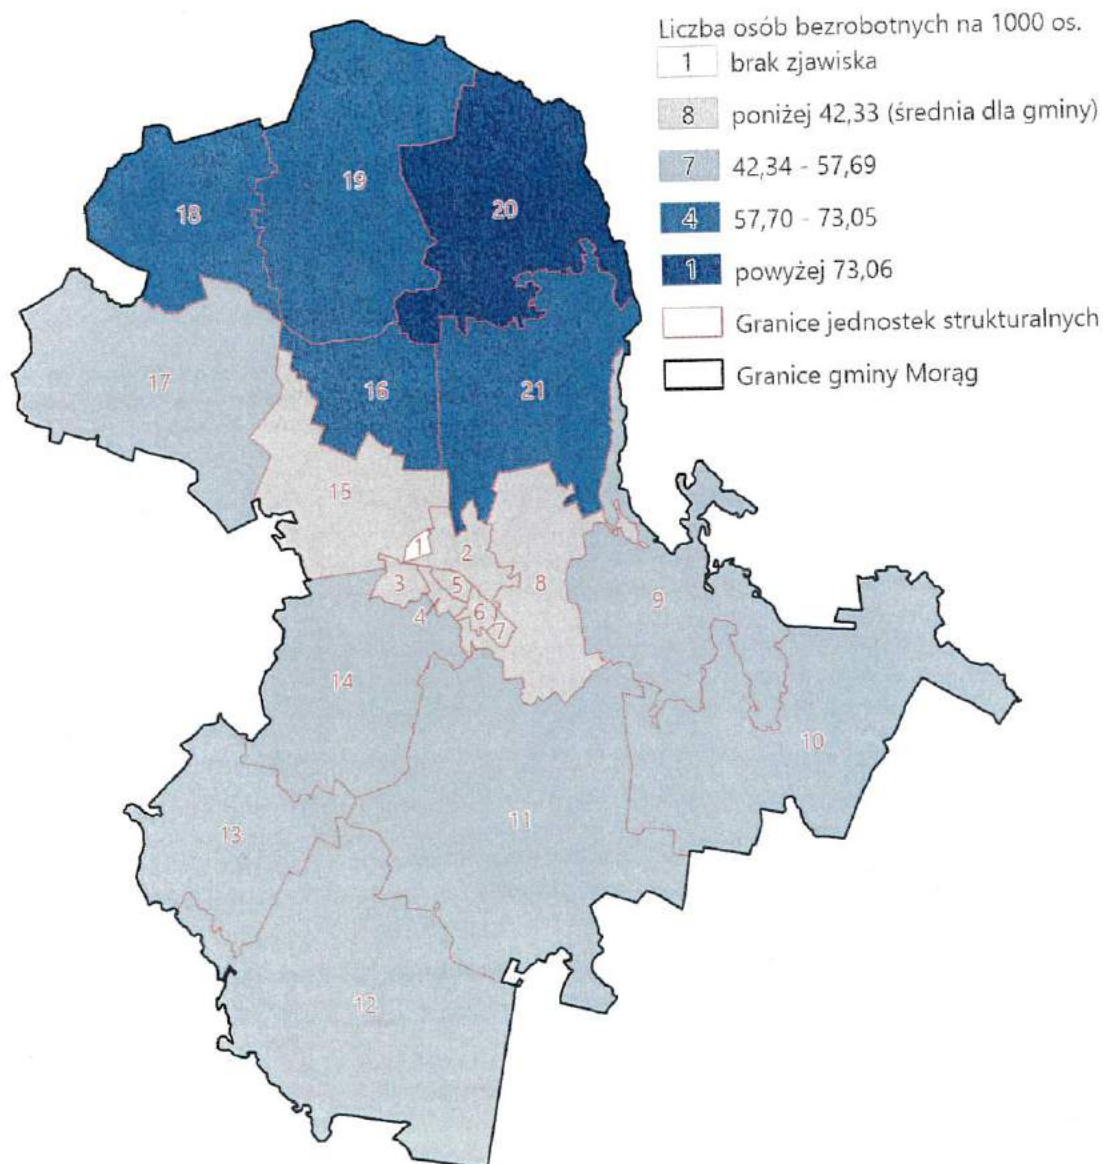 Liczba osób bezrobotnych na 1000 os.
1 brak zjawiska
8 poniżej 42,33 (średnia dla gminy)
7 42,34 - 57,69
4 57,70 - 73,05
1 powyżej 73,06
Granice jednostek strukturalnych
Granice gminy Morąg
19
18
20
17
16
21
15
1
2
3
5
8
9
4
6
7
14
10
11
13
12